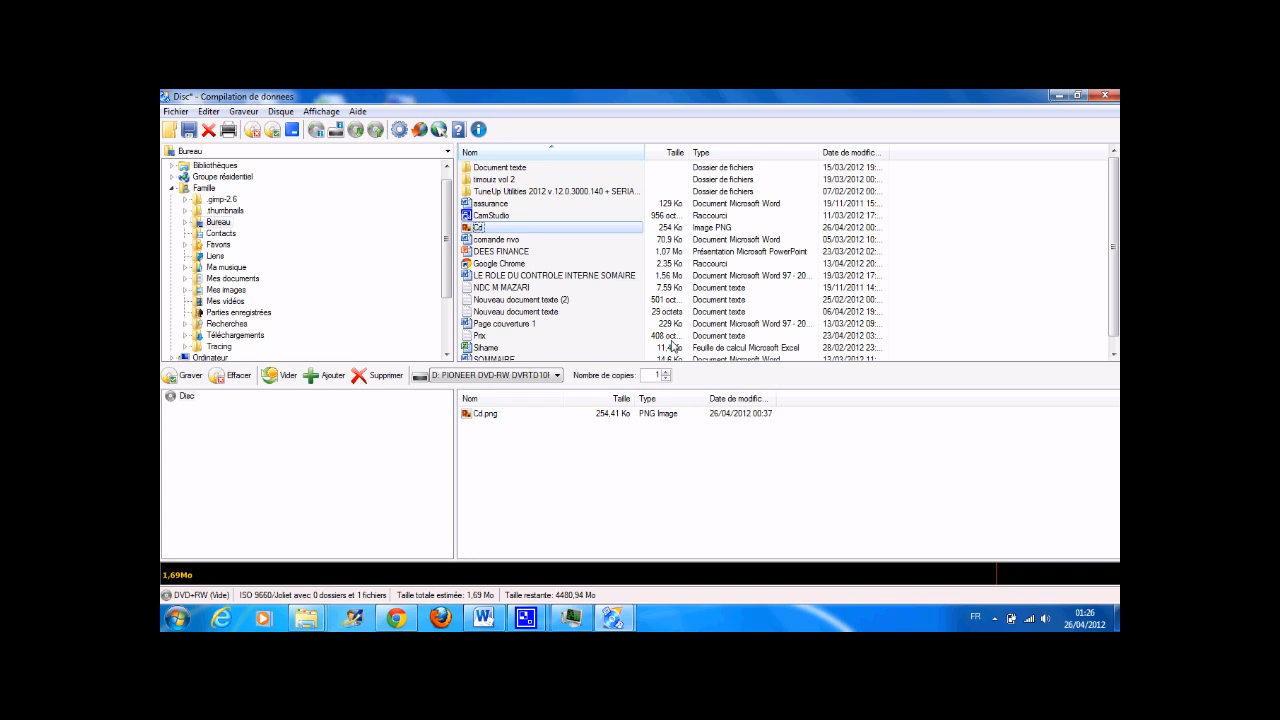 Disc* - Compilation de donnees
Fichier Editer Graveur Disque Affichage Aide
Bureau
Bibliothèques
Groupe résidentiel
Famille
.gimp-2.6
.thumbnails
Bureau
Contacts
Favoris
Liens
Ma musique
Mes documents
Mes images
Mes vidéos
Parties enregistrées
Recherches
Téléchargements
Tracing
Ordinateur
Nom Taille Type Date de modific...
Document texte Dossier de fichiers 15/03/2012 19:...
timouiz vol 2 Dossier de fichiers 19/03/2012 00:...
TuneUp Utilities 2012 v.12.0.3000.140 + SERIA... Dossier de fichiers 07/02/2012 00:...
assurance 129 Ko Document Microsoft Word 19/11/2011 15:...
CamStudio 956 oct... Raccourci 11/03/2012 17:...
Cd 254 Ko Image PNG 26/04/2012 00:...
comande nvo 70.9 Ko Document Microsoft Word 05/03/2012 10:...
DEES FINANCE 1.07 Mo Présentation Microsoft PowerPoint 23/03/2012 02:...
Google Chrome 2.35 Ko Raccourci 13/04/2012 00:...
LE ROLE DU CONTROLE INTERNE SOMAIRE 1.56 Mo Document Microsoft Word 97 - 20... 19/03/2012 17:...
NDC M MAZARI 7.59 Ko Document texte 19/11/2011 14:...
Nouveau document texte (2) 501 oct... Document texte 25/02/2012 00:...
Nouveau document texte 29 octets Document texte 06/04/2012 19:...
Page couverture 1 229 Ko Document Microsoft Word 97 - 20... 13/03/2012 09:...
Prix 408 oct... Document texte 23/04/2012 03:...
Feuille de calcul Microsoft Excel 28/02/2012 23:...
SOMMAIRE 14.6 Ko Document Microsoft Word 13/03/2012 11:...
Graver Effacer Vider Ajouter Supprimer D: PIONEER DVD-RW DVRTD10 Nombre de copies: 1
Disc
Nom Taille Type Date de modific...
Cd.png 254,41 Ko PNG Image 26/04/2012 00:37
1,69Mo
DVD+RW (Vide) ISO 9660/Joliet avec 0 dossiers et 1 fichiers Taille totale estimée: 1,69 Mo Taille restante: 4480,94 Mo
FR 01:26
26/04/2012